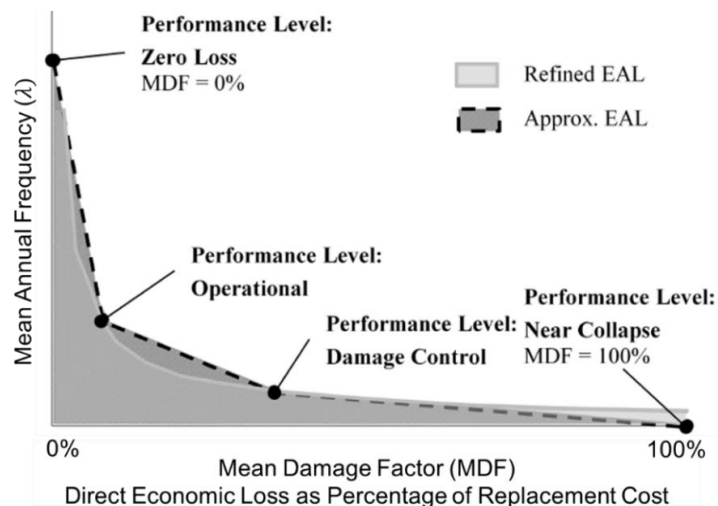 Performance Level:
Zero Loss
MDF = 0%
Refined EAL
Approx. EAL
Mean Annual Frequency (λ)
Performance Level:
Operational
Performance Level:
Damage Control
Performance Level:
Near Collapse
MDF = 100%
0%
100%
Mean Damage Factor (MDF)
Direct Economic Loss as Percentage of Replacement Cost